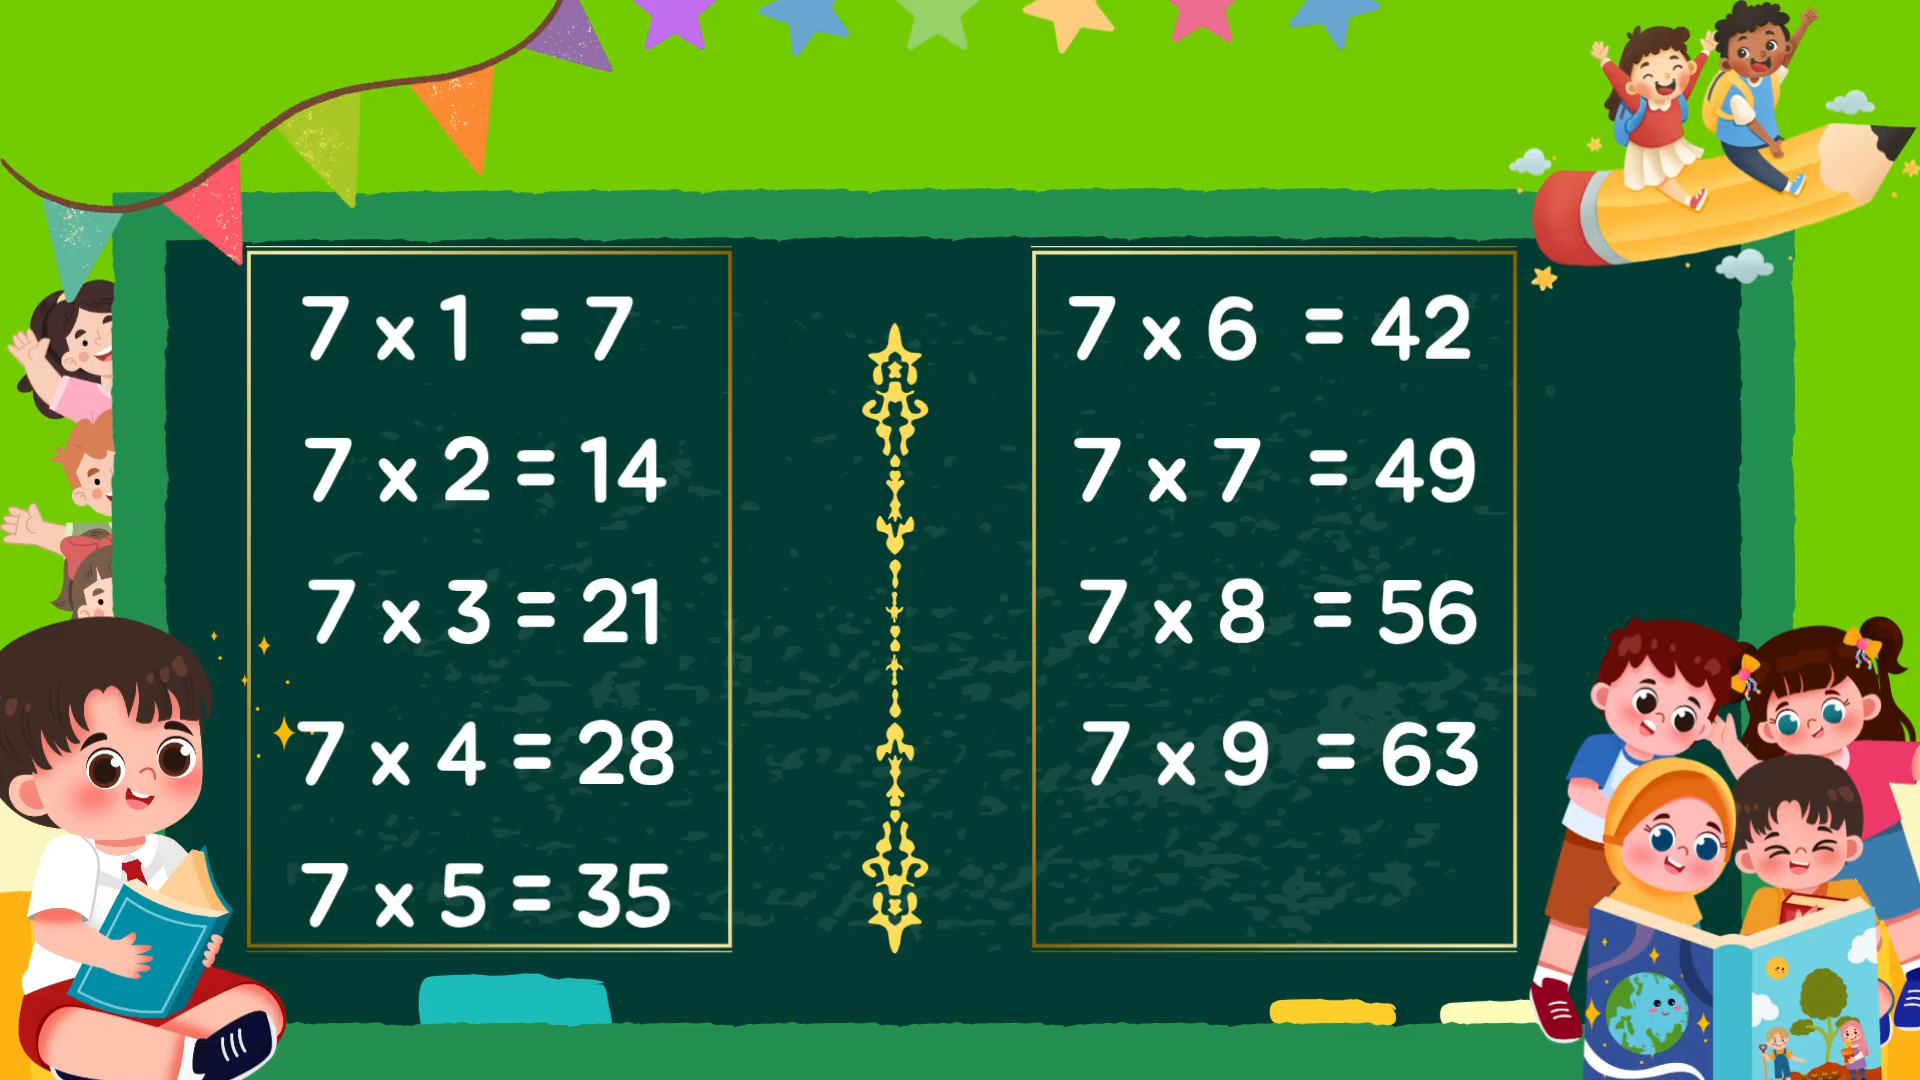 7 x 1 = 7
7 x 2 = 14
7 x 3 = 21
7 x 4 = 28
7 x 5 = 35
7 x 6 = 42
7 x 7 = 49
7 x 8 = 56
7 x 9 = 63